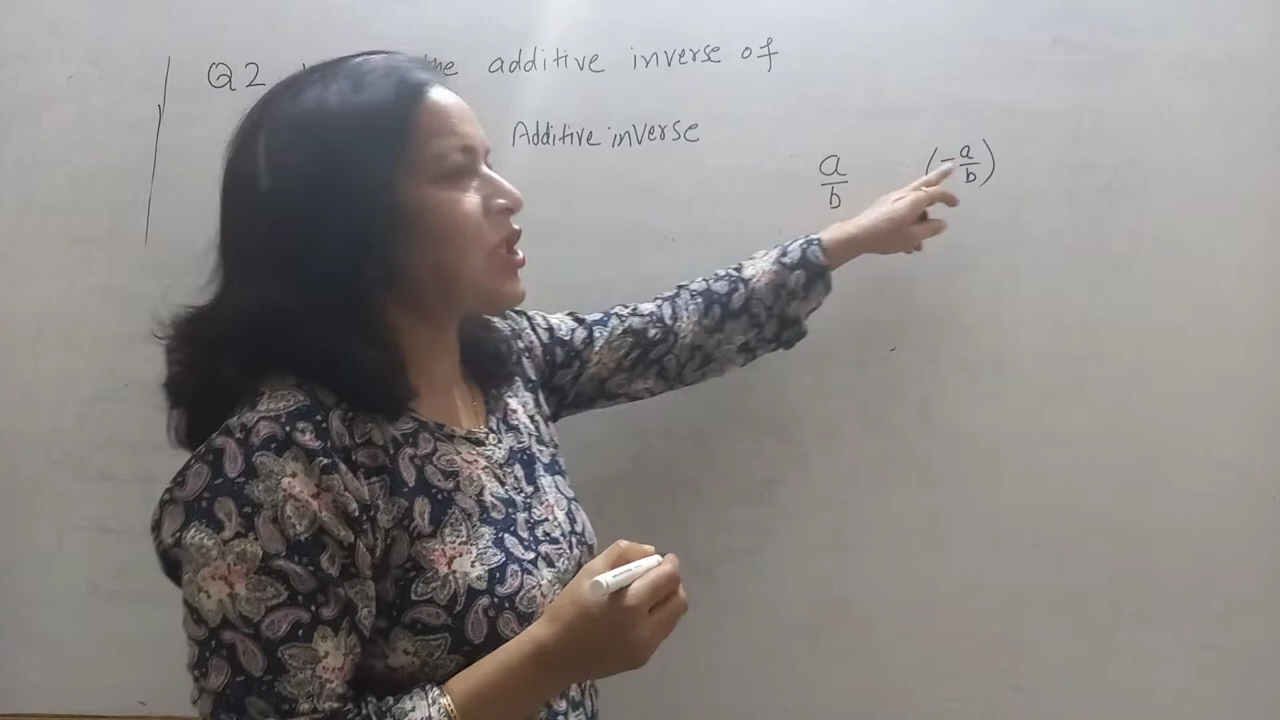 Q2 the additive inverse of
Additive inverse
a/b (-a/b)